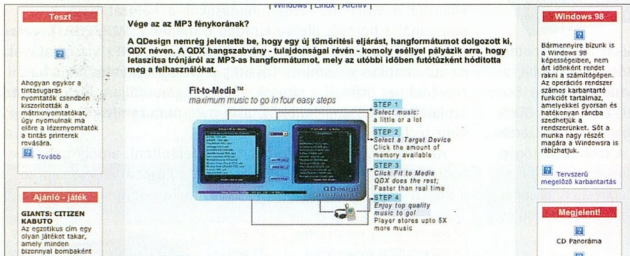 | Windows | Linux | Archív |
Teszt
Ahogyan egykor a
tintasugaras
nyomtatók csendben
kiszorították a
mátrixnyomtatókat,
úgy nyomulnak ma
előre a lézernyomtatók
a tintás printerek
rovására.
Tovább
Ajánló - játék
GIANTS: CITIZEN
KABUTO
Az egzotikus cím egy
olyan játékot takar,
amely minden
bizonnyal bombaként
Vége az az MP3 fénykorának?
A QDesign nemrég jelentette be, hogy egy új tömörítési eljárást, hangformátumot dolgozott ki,
QDX néven. A QDX hangszabvány - tulajdonságai révén - komoly eséllyel pályázik arra, hogy
letaszítsa trónjáról az MP3-as hangformátumot, mely az utóbbi időben futótűzként hódította
meg a felhasználókat.
Fit-to-Media™
maximum music to go in four easy steps
STEP 1
Select music:
a little or a lot
STEP 2
Select a Target Device
Click the amount of
memory available
STEP 3
Click Fit to Media
QDX does the rest;
Faster than real time
STEP 4
Enjoy top quality
music to go!
Player stores upto 5X
more music
QDesign
Windows 98
Bármennyire bízunk is
a Windows 98
képességeiben, nem
árt időnként rendet
rakni a számítógépen.
Az operációs rendszer
számos karbantartó
funkciót tartalmaz,
amelyekkel gyorsan és
hatékonyan ráncba
szedhetjük a
rendszerünket. Sőt a
munka nagy részét
magára a Windowsra is
rábízhatjuk.
Tervszerű
megelőző karbantartás
Megjelent!
CD Panoráma